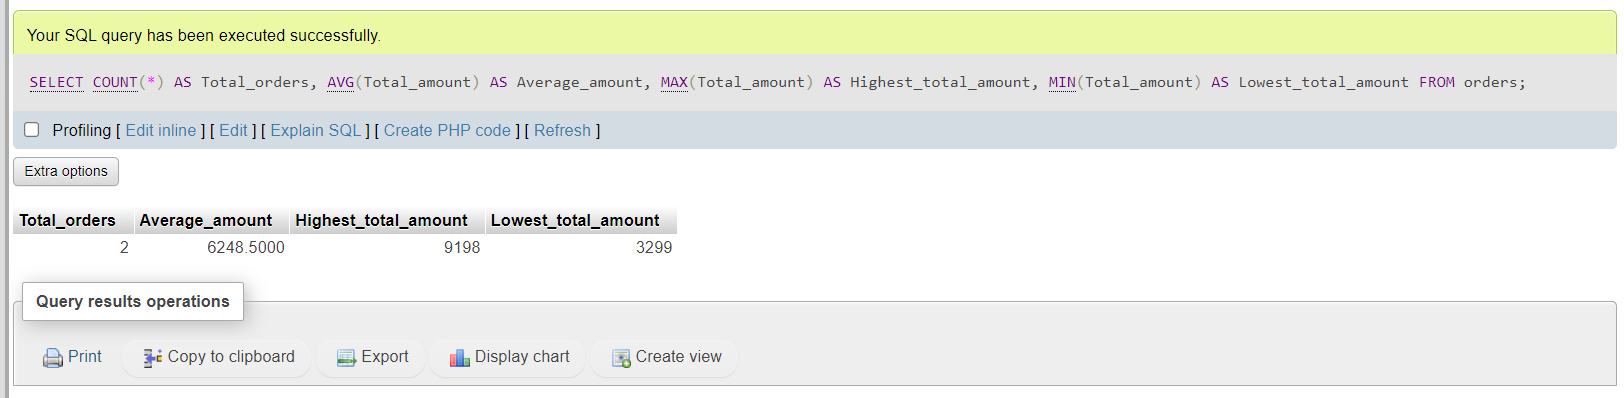 Your SQL query has been executed successfully.
SELECT COUNT(*) AS Total_orders, AVG(Total_amount) AS Average_amount, MAX(Total_amount) AS Highest_total_amount, MIN(Total_amount) AS Lowest_total_amount FROM orders;
Profiling [ Edit inline ] [ Edit ] [ Explain SQL ] [ Create PHP code ] [ Refresh ]
Extra options
Total_orders Average_amount Highest_total_amount Lowest_total_amount
2 6248.5000 9198 3299
Query results operations
Print Copy to clipboard Export Display chart Create view